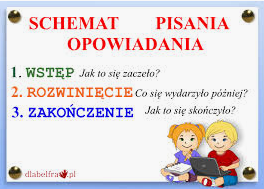 SCHEMAT PISANIA
OPOWIADANIA
1. WSTĘP Jak to się zaczęło?
2. ROZWINIĘCIE Co się wydarzyło później?
3. ZAKOŃCZENIE Jak to się skończyło?
dlabelfra.pl